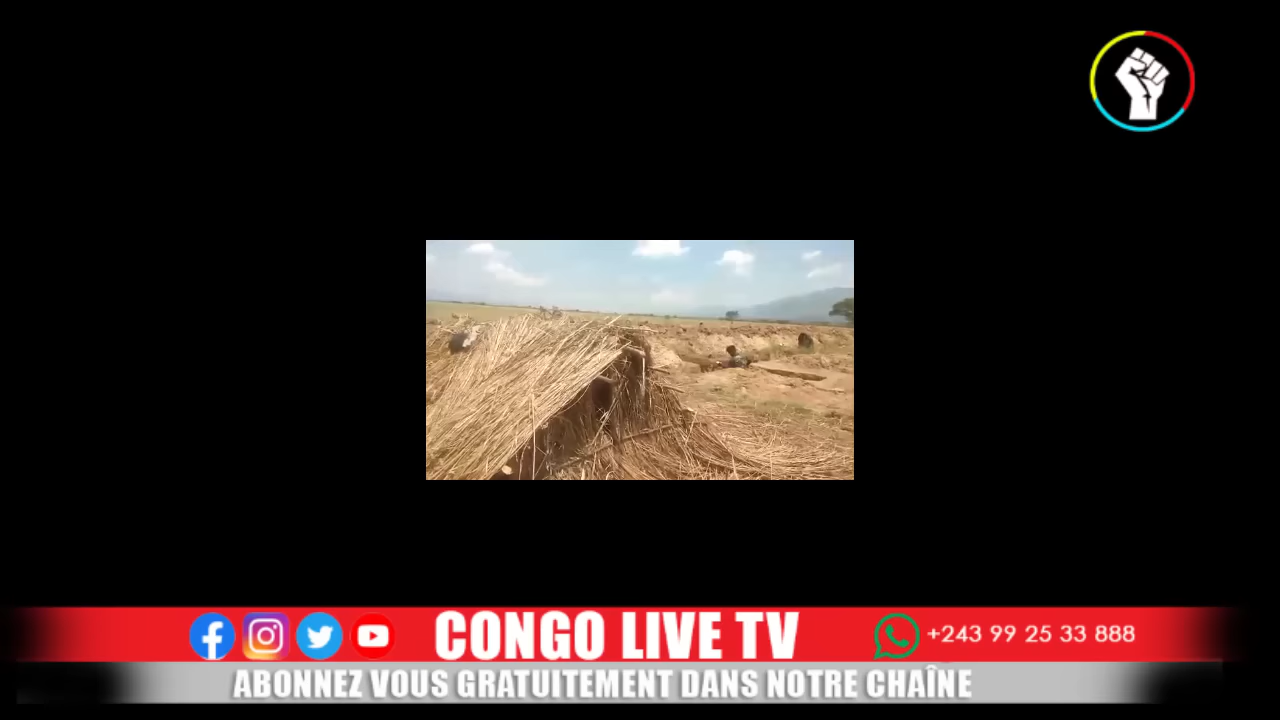 CONGO LIVE TV
+243 99 25 33 888
ABONNEZ VOUS GRATUITEMENT DANS NOTRE CHAÎNE